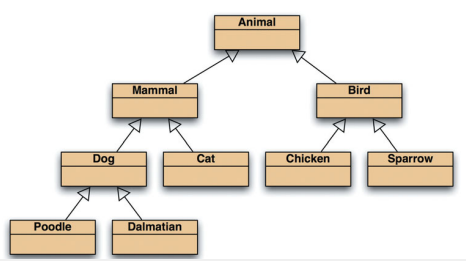 Animal
Mammal
Bird
Dog
Cat
Chicken
Sparrow
Poodle
Dalmatian